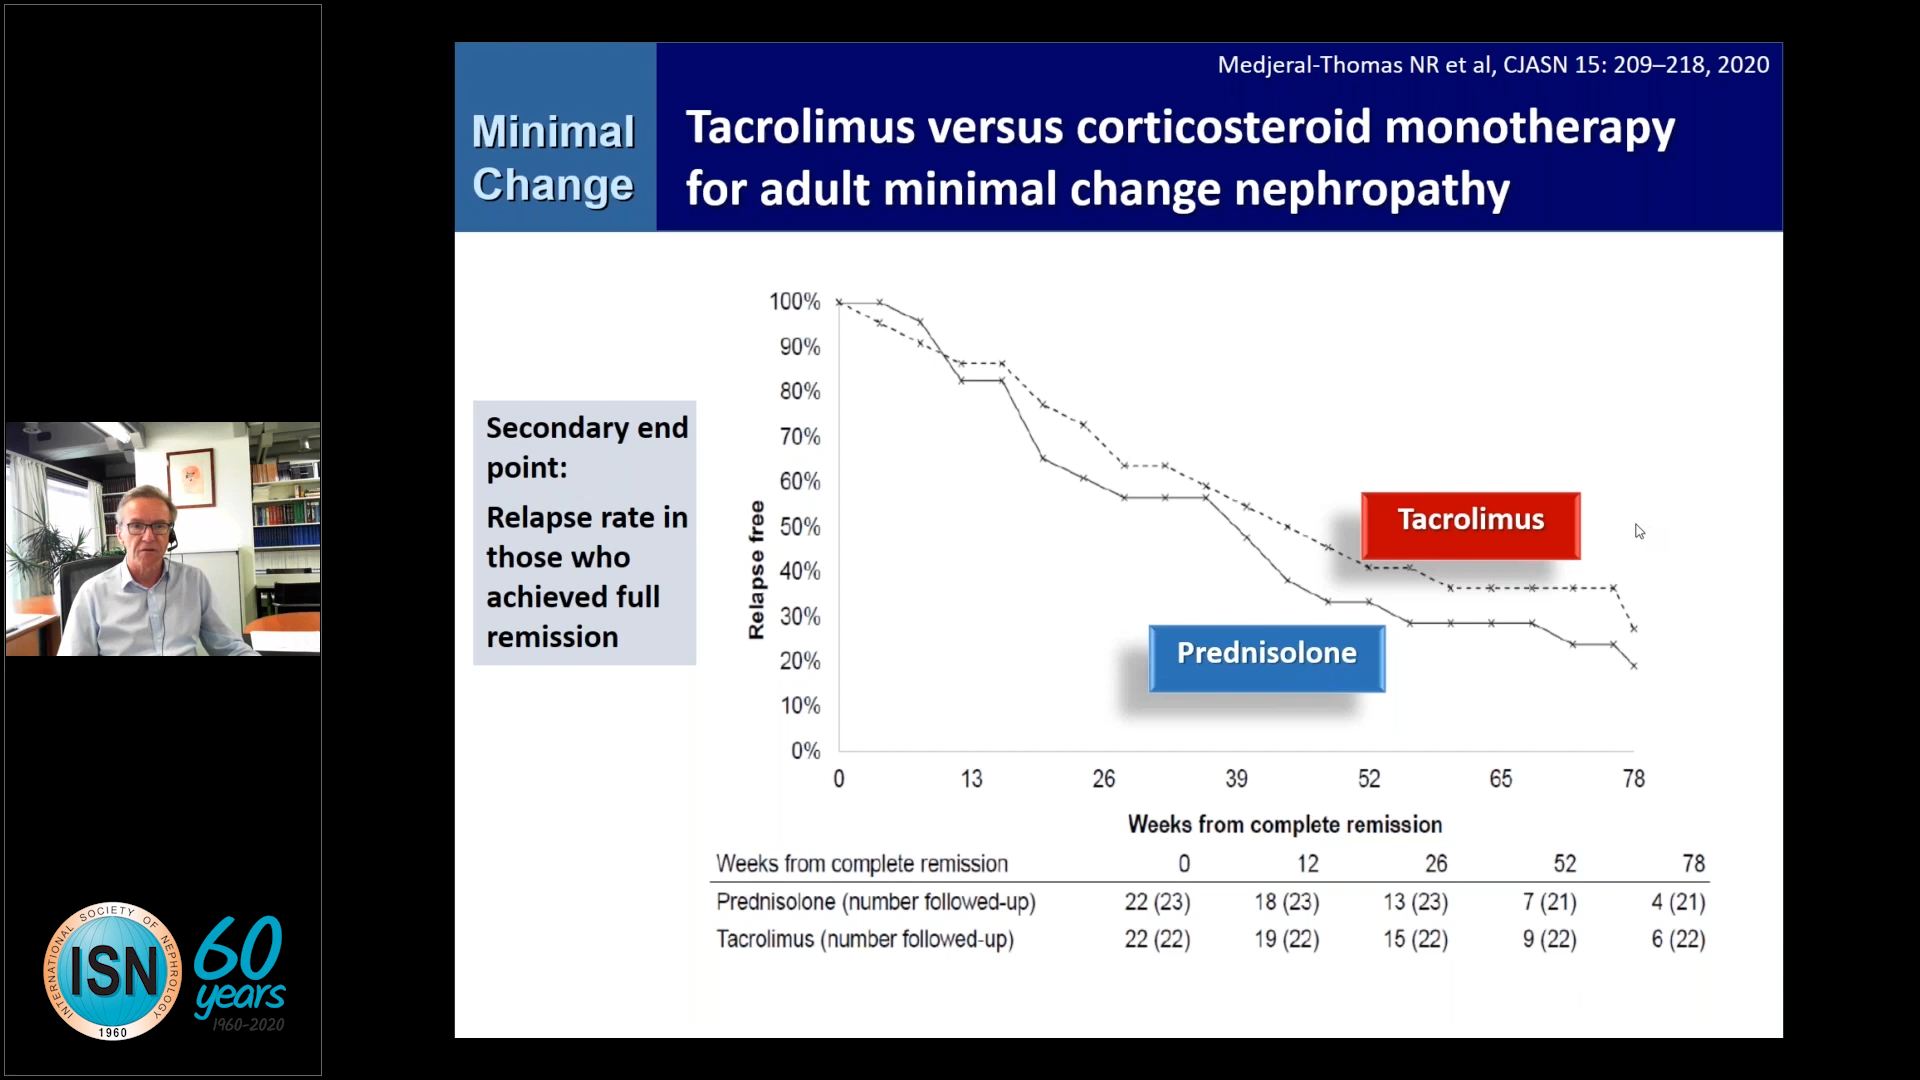 Medjeral-Thomas NR et al, CJASN 15: 209–218, 2020
Minimal
Change
Tacrolimus versus corticosteroid monotherapy
for adult minimal change nephropathy
Secondary end
point:
Relapse rate in
those who
achieved full
remission
Relapse free
100%
90%
80%
70%
60%
50%
40%
30%
20%
10%
0%
Tacrolimus
Prednisolone
0 13 26 39 52 65 78
Weeks from complete remission
Weeks from complete remission 0 12 26 52 78
Prednisolone (number followed-up) 22 (23) 18 (23) 13 (23) 7 (21) 4 (21)
Tacrolimus (number followed-up) 22 (22) 19 (22) 15 (22) 9 (22) 6 (22)
INTERNATIONAL SOCIETY OF NEPHROLOGY
ISN
1960
60
years
1960-2020